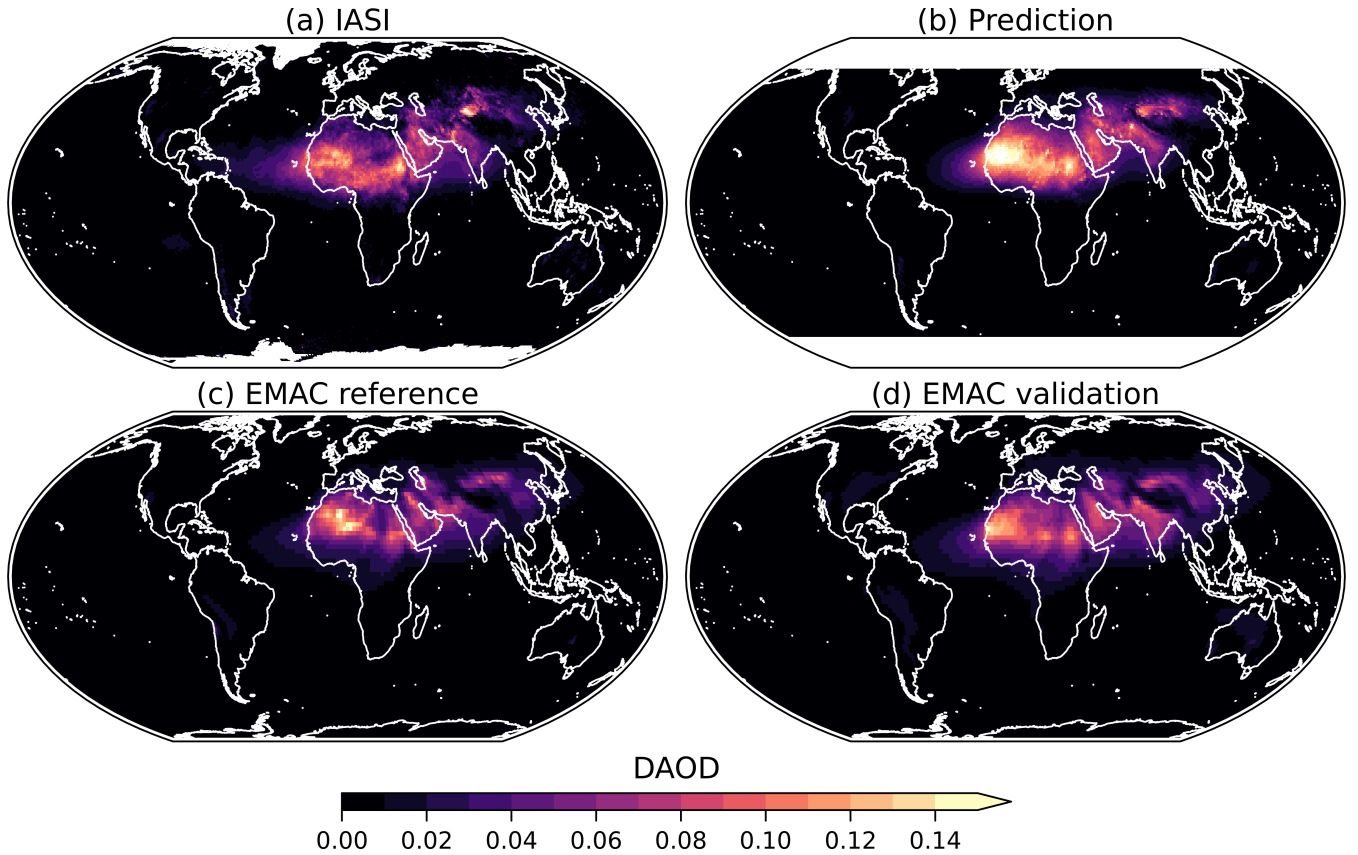 (a) IASI
(b) Prediction
(c) EMAC reference
(d) EMAC validation
DAOD
0.00 0.02 0.04 0.06 0.08 0.10 0.12 0.14